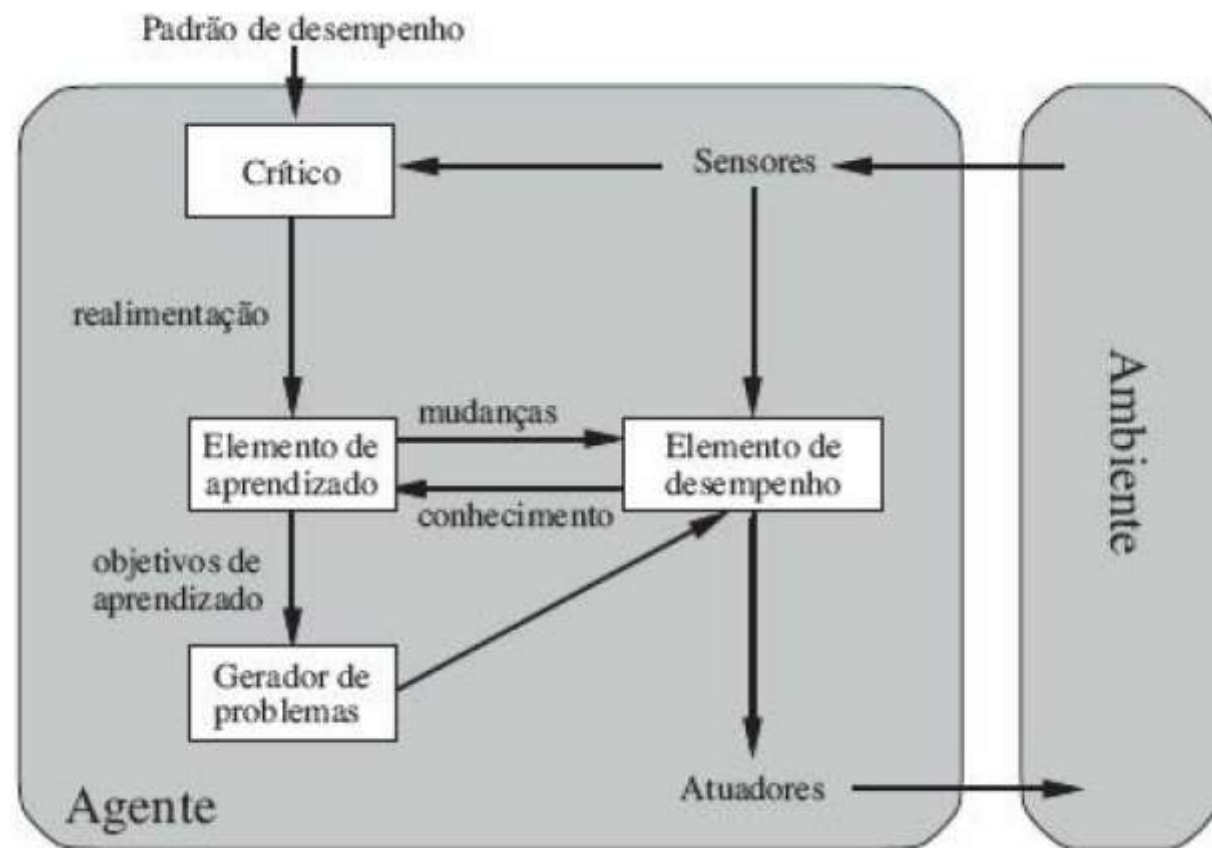 Padrão de desempenho
Crítico
Sensores
realimentação
Ambiente
mudanças
Elemento de
aprendizado
Elemento de
desempenho
conhecimento
objetivos de
aprendizado
Gerador de
problemas
Atuadores
Agente